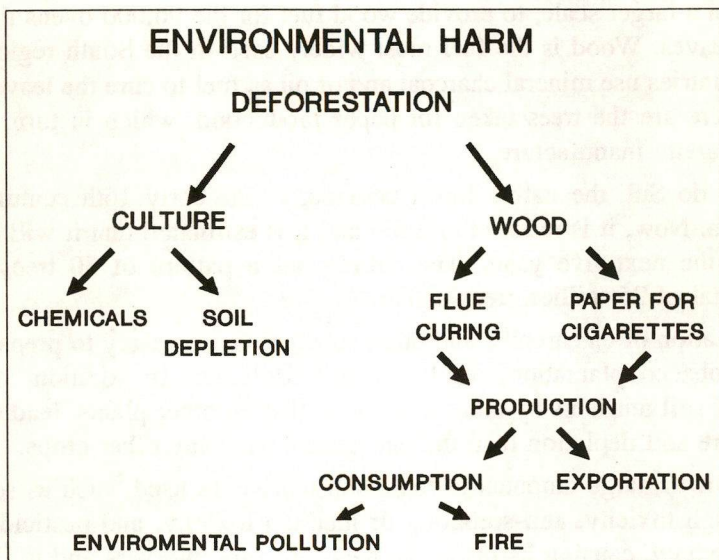 ENVIRONMENTAL HARM
DEFORESTATION
CULTURE
WOOD
CHEMICALS
SOIL
DEPLETION
FLUE
CURING
PAPER FOR
CIGARETTES
PRODUCTION
CONSUMPTION
EXPORTATION
ENVIROMENTAL POLLUTION
FIRE